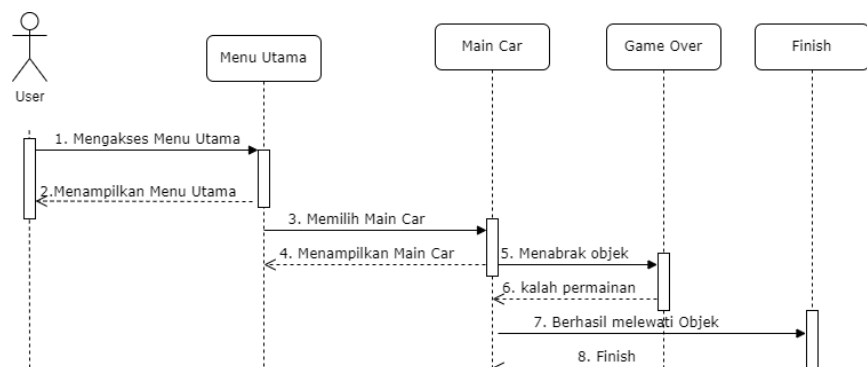 User
Menu Utama
Main Car
Game Over
Finish
1. Mengakses Menu Utama
2.Menampilkan Menu Utama
3. Memilih Main Car
4. Menampilkan Main Car
5. Menabrak objek
6. kalah permainan
7. Berhasil melewati Objek
8. Finish